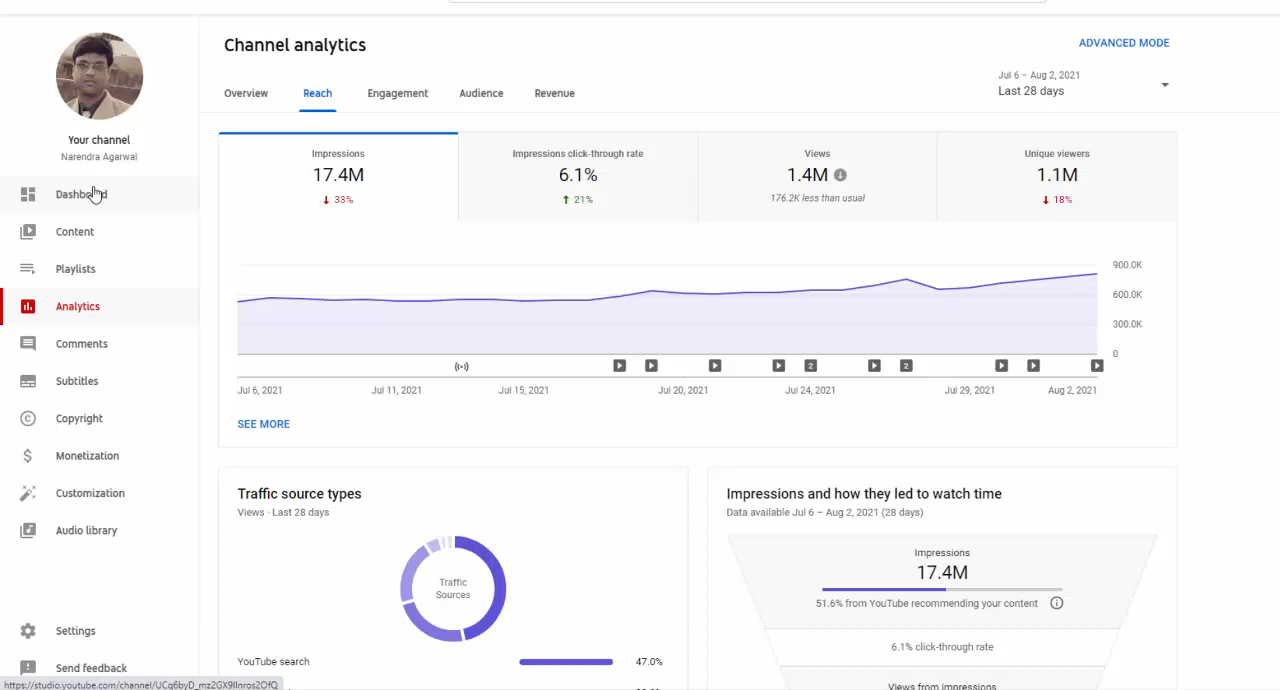 Channel analytics
ADVANCED MODE
Jul 6 – Aug 2, 2021
Last 28 days
Overview
Reach
Engagement
Audience
Revenue
Your channel
Narendra Agarwal
Dashboard
Content
Playlists
Analytics
Comments
Subtitles
Copyright
Monetization
Customization
Audio library
Settings
Send feedback
Impressions
17.4M
33%
Impressions click-through rate
6.1%
21%
Views
1.4M
176.2K less than usual
Unique viewers
1.1M
18%
900.0K
600.0K
300.0K
0
2
2
Jul 6, 2021
Jul 11, 2021
Jul 15, 2021
Jul 20, 2021
Jul 24, 2021
Jul 29, 2021
Aug 2, 2021
SEE MORE
Traffic source types
Views · Last 28 days
Traffic
Sources
YouTube search
47.0%
Impressions and how they led to watch time
Data available Jul 6 – Aug 2, 2021 (28 days)
Impressions
17.4M
51.6% from YouTube recommending your content
6.1% click-through rate
Views from impressions